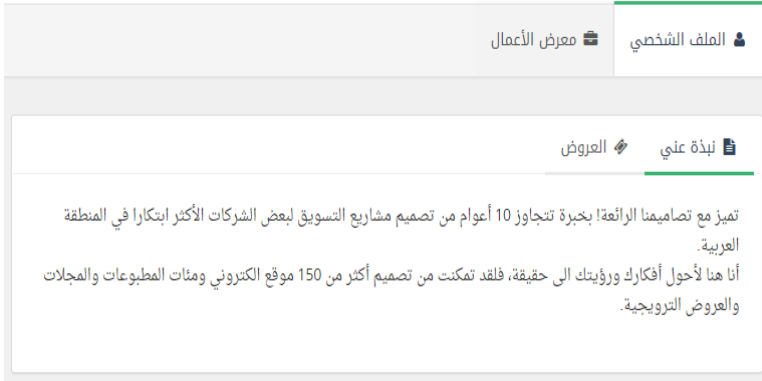 الملف الشخصي
معرض الأعمال
نبذة عني
العروض
تميز مع تصاميمنا الرائعة! بخبرة تتجاوز 10 أعوام من تصميم مشاريع التسويق لبعض الشركات الأكثر ابتكارا في المنطقة
العربية.
أنا هنا لأحول أفكارك ورؤيتك الى حقيقة، فلقد تمكنت من تصميم أكثر من 150 موقع الكتروني ومئات المطبوعات والمجلات
والعروض الترويجية.